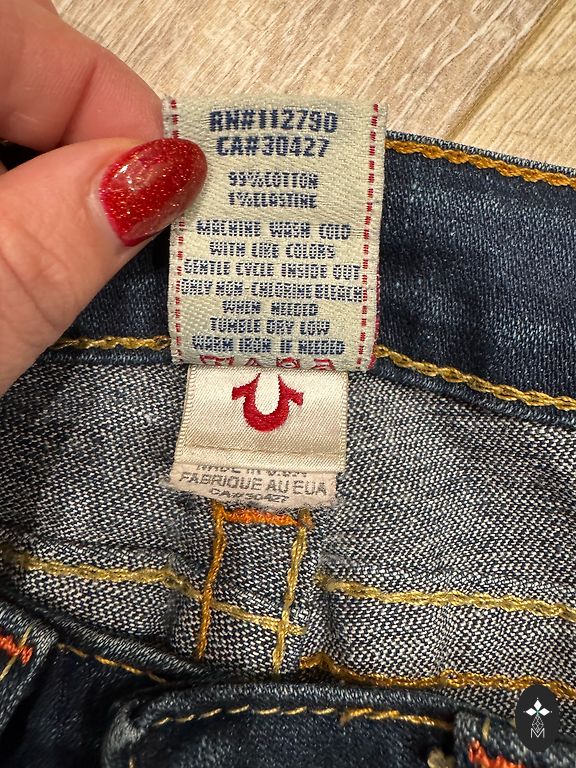 RN#112790
CA#30427
99%COTTON
1%ELASTINE
MACHINE WASH COLD
WITH LIKE COLORS
GENTLE CYCLE INSIDE OUT
ONLY NON-CHLORINE BLEACH
WHEN NEEDED
TUMBLE DRY LOW
WARM IRON IF NEEDED
MADE IN U.S.A
FABRIQUE AU EUA
CA#30427
M